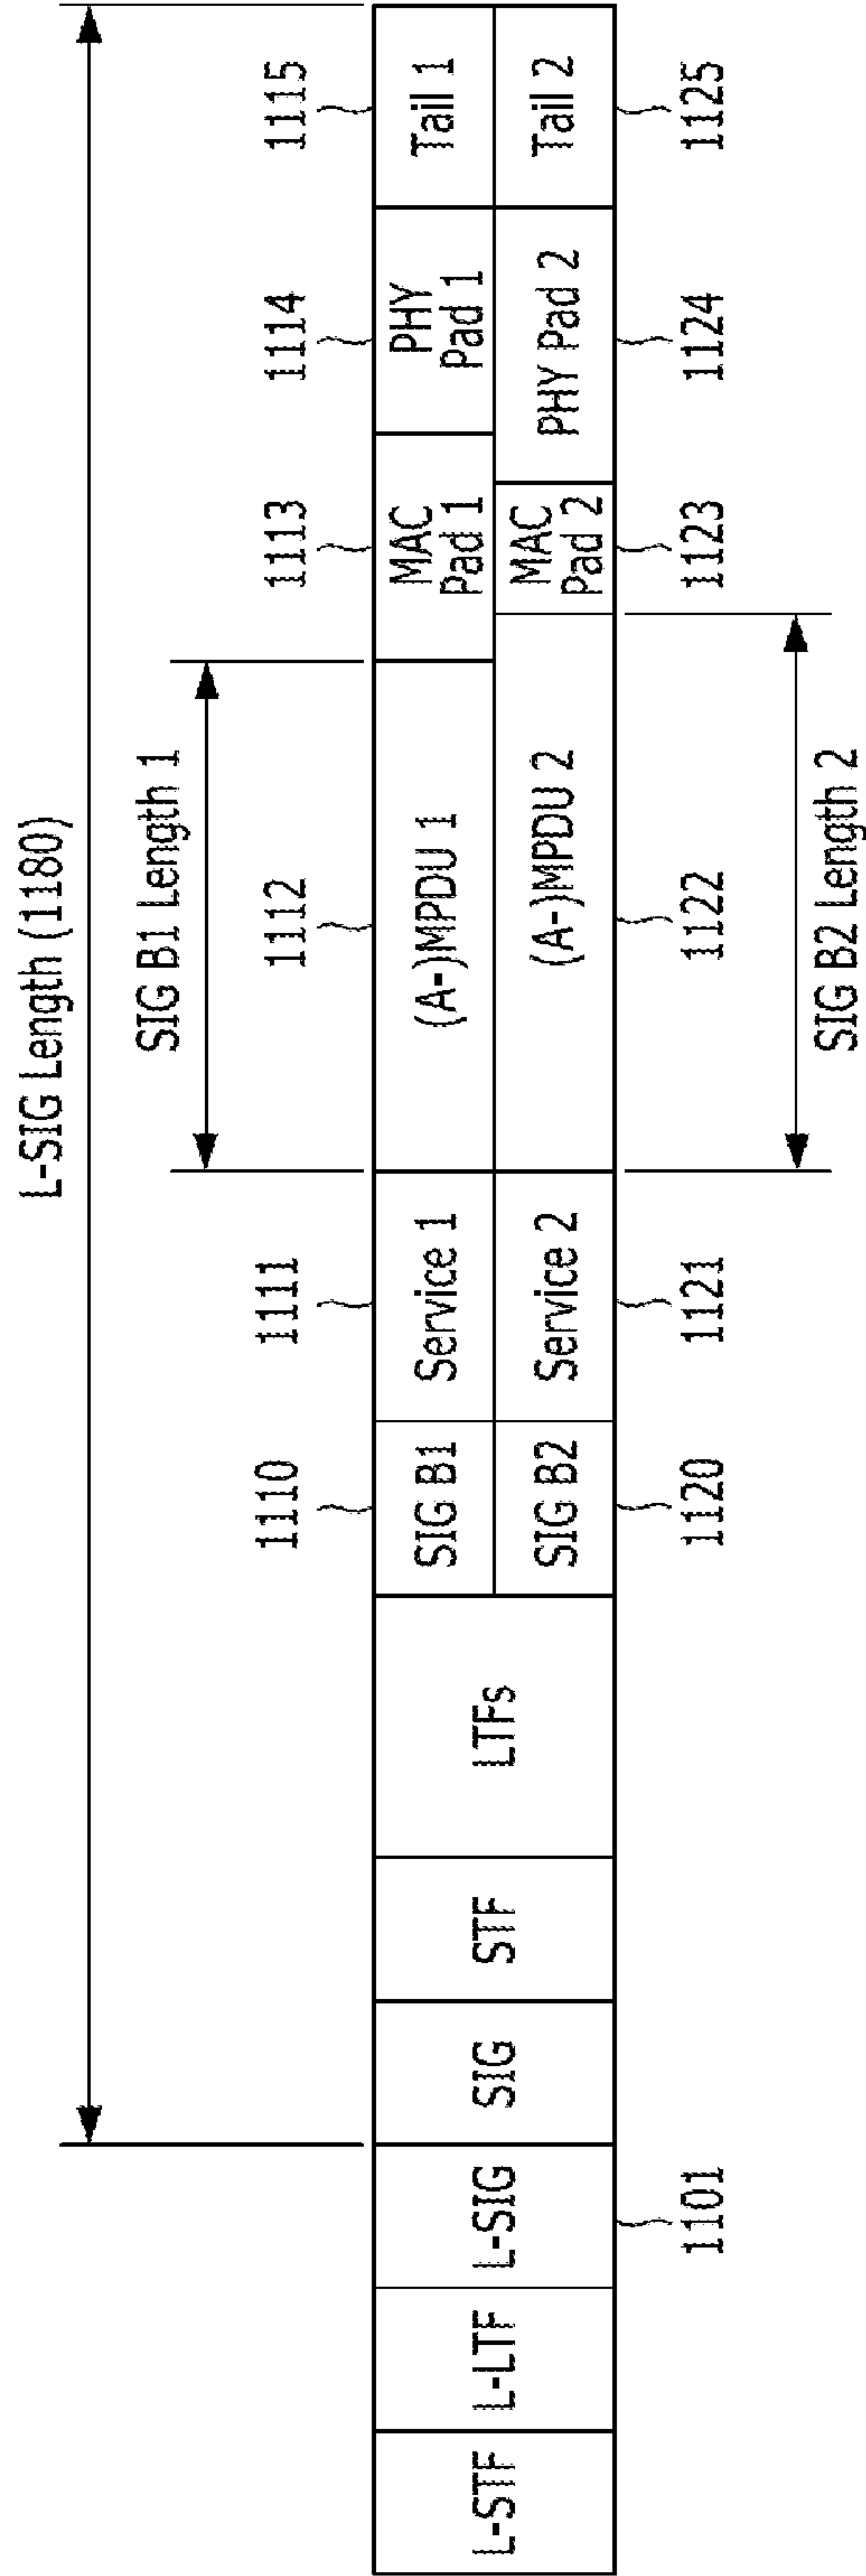 L-SIG Length (1180)
SIG B1 Length 1
1110
1111
1112
1113
1114
1115
L-STF
L-LTF
L-SIG
SIG
STF
LTFs
SIG B1
Service 1
(A-)MPDU 1
MAC
Pad 1
PHY
Pad 1
Tail 1
SIG B2
Service 2
(A-)MPDU 2
MAC
Pad 2
PHY Pad 2
Tail 2
1101
1120
1121
1122
1123
1124
1125
SIG B2 Length 2